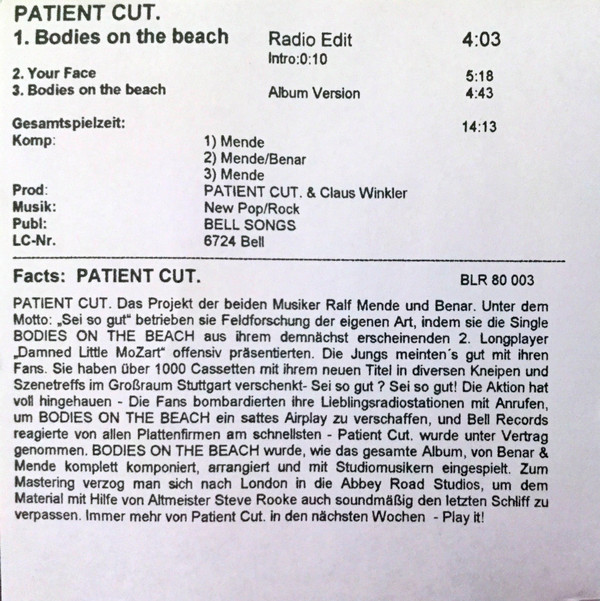 PATIENT CUT.
1. Bodies on the beach Radio Edit 4:03
Intro:0:10
2. Your Face 5:18
3. Bodies on the beach Album Version 4:43
Gesamtspielzeit: 14:13
Komp: 1) Mende
2) Mende/Benar
3) Mende
Prod: PATIENT CUT. & Claus Winkler
Musik: New Pop/Rock
Publ: BELL SONGS
LC-Nr. 6724 Bell
Facts: PATIENT CUT. BLR 80 003
PATIENT CUT. Das Projekt der beiden Musiker Ralf Mende und Benar. Unter dem
Motto: „Sei so gut" betrieben sie Feldforschung der eigenen Art, indem sie die Single
BODIES ON THE BEACH aus ihrem demnächst erscheinenden 2. Longplayer
„Damned Little MoZart" offensiv präsentierten. Die Jungs meinten´s gut mit ihren
Fans. Sie haben über 1000 Cassetten mit ihrem neuen Titel in diversen Kneipen und
Szenetreffs im Großraum Stuttgart verschenkt- Sei so gut ? Sei so gut! Die Aktion hat
voll hingehauen - Die Fans bombardierten ihre Lieblingsradiostationen mit Anrufen,
um BODIES ON THE BEACH ein sattes Airplay zu verschaffen, und Bell Records
reagierte von allen Plattenfirmen am schnellsten - Patient Cut. wurde unter Vertrag
genommen. BODIES ON THE BEACH wurde, wie das gesamte Album, von Benar &
Mende komplett komponiert, arrangiert und mit Studiomusikern eingespielt. Zum
Mastering verzog man sich nach London in die Abbey Road Studios, um dem
Material mit Hilfe von Altmeister Steve Rooke auch soundmäßig den letzten Schliff zu
verpassen. Immer mehr von Patient Cut. in den nächsten Wochen - Play it!